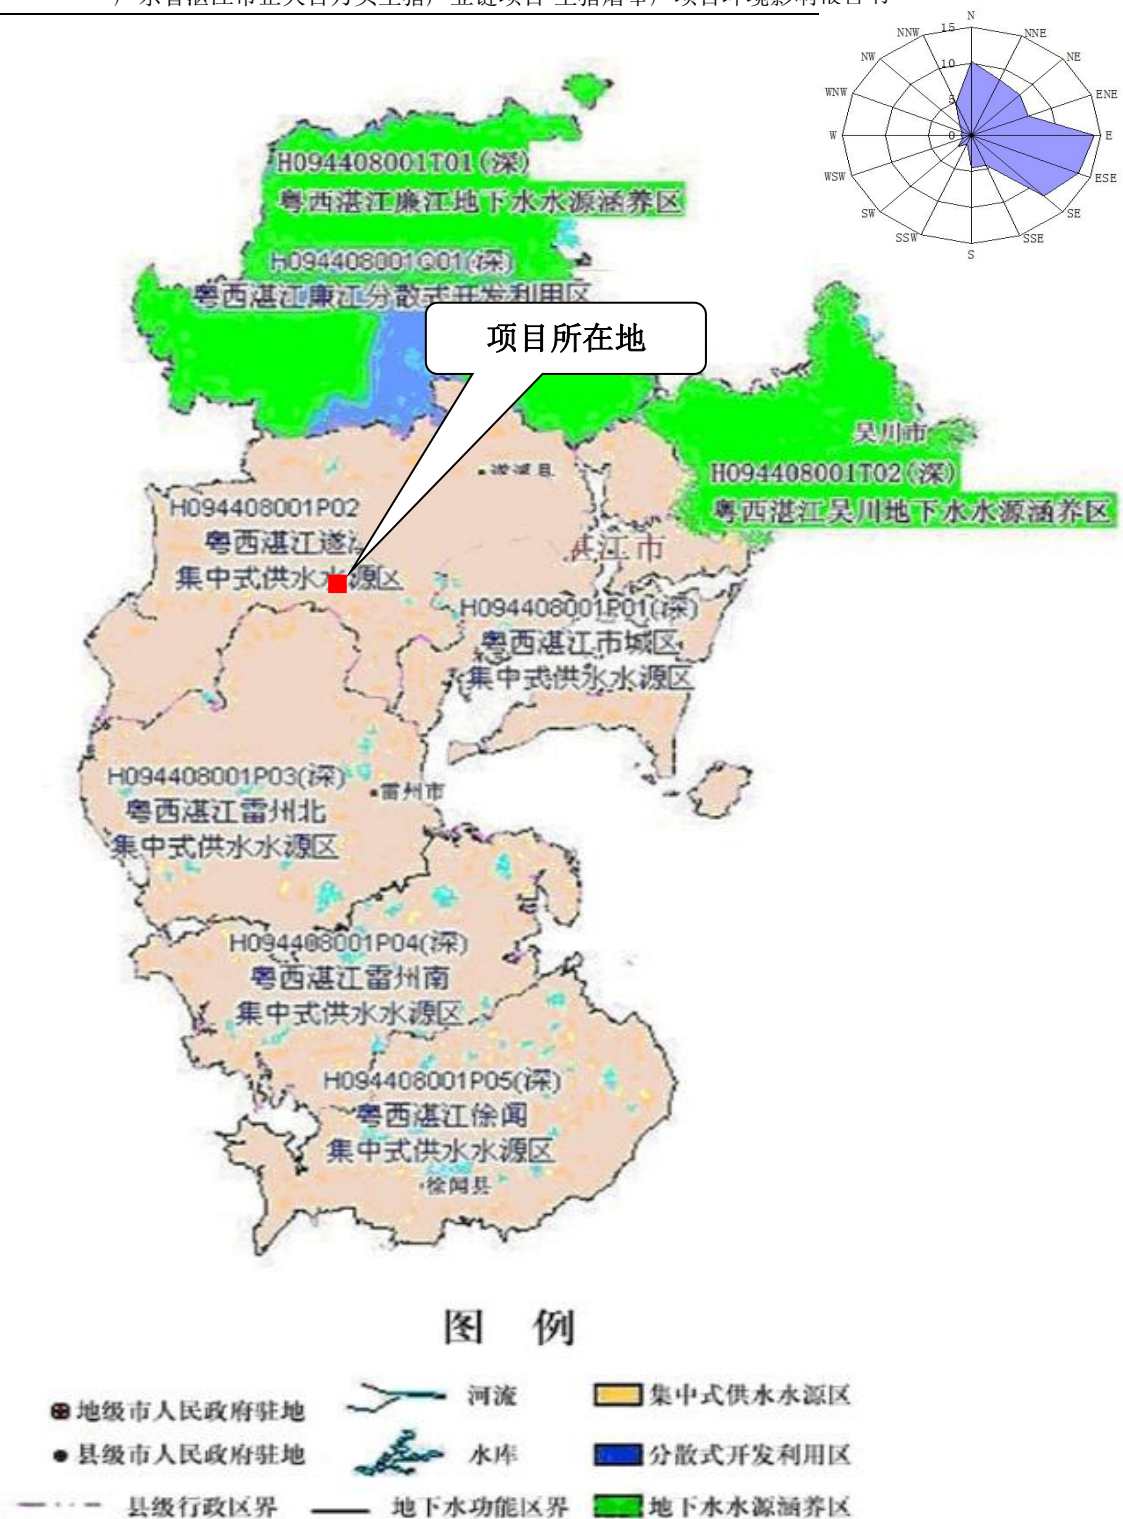 N
NNE
NE
ENE
E
ESE
SE
SSE
S
SSW
SW
WSW
W
WNW
NW
NNW
15
10
5
0
H094408001T01(深)
粤西湛江廉江地下水水源涵养区
H094408001Q01(深)
粤西湛江廉江分散式开发利用区
项目所在地
吴川市
H094408001T02(深)
粤西湛江吴川地下水水源涵养区
遂溪县
H094408001P02
粤西湛江遂
集中式供水水源区
湛江市
H094408001P01(深)
粤西湛江市城区
集中式供水水源区
H094408001P03(深)
粤西湛江雷州北
集中式供水水源区
雷州市
H094408001P04(深)
粤西湛江雷州南
集中式供水水源区
H094408001P05(深)
粤西湛江徐闻
集中式供水水源区
徐闻县
图 例
地级市人民政府驻地
河流
集中式供水水源区
县级市人民政府驻地
水库
分散式开发利用区
县级行政区界
地下水功能区界
地下水水源涵养区